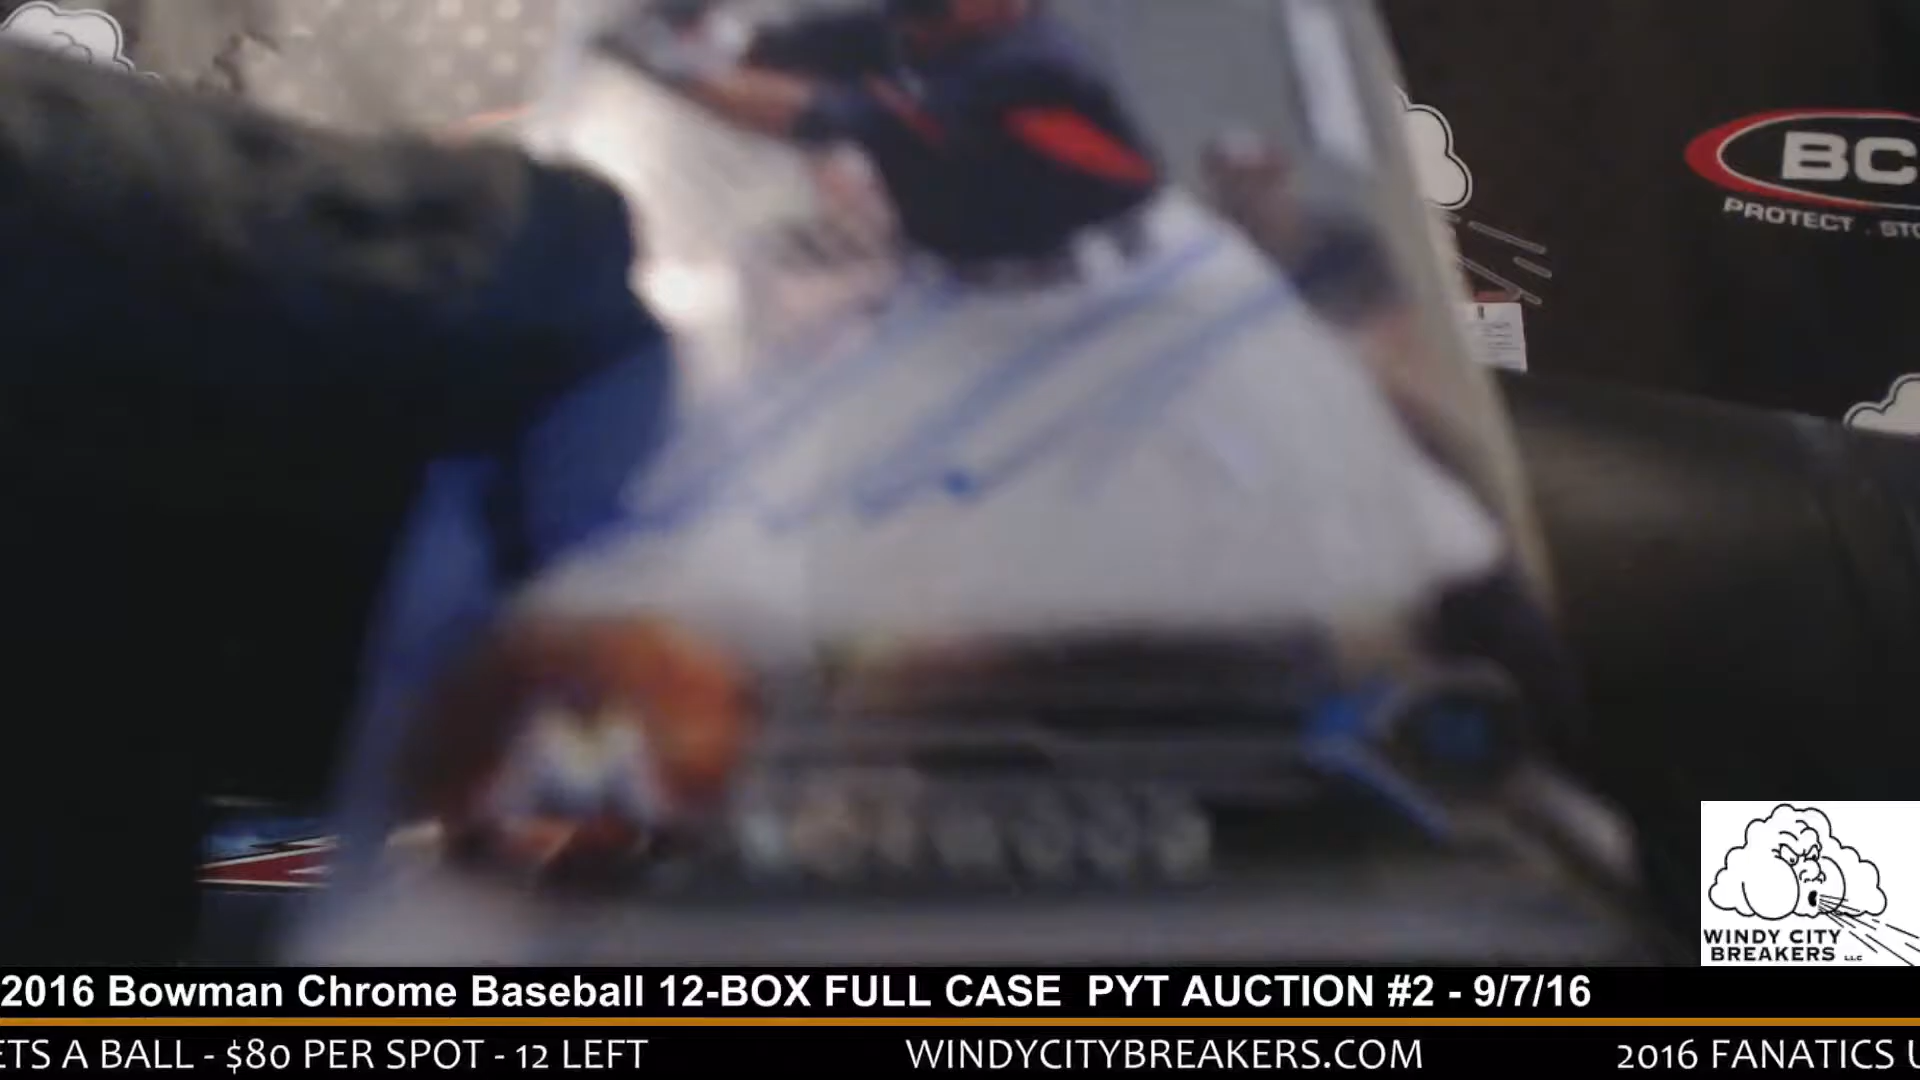 BC
PROTECT . STO
WINDY CITY
BREAKERS LLC
2016 Bowman Chrome Baseball 12-BOX FULL CASE PYT AUCTION #2 - 9/7/16
ETS A BALL - $80 PER SPOT - 12 LEFT WINDYCITYBREAKERS.COM 2016 FANATICS U